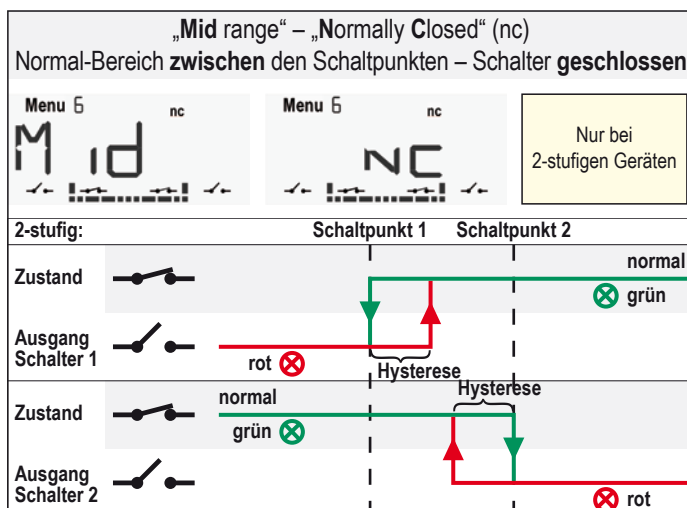 „Mid range“ – „Normally Closed“ (nc)
Normal-Bereich zwischen den Schaltpunkten – Schalter geschlossen
Menu 6 nc
Mid
Menu 6 nc
NC
Nur bei
2-stufigen Geräten
2-stufig: Schaltpunkt 1 Schaltpunkt 2
Zustand
normal
grün
Ausgang
Schalter 1
rot
Hysterese
Zustand
normal
grün
Hysterese
Ausgang
Schalter 2
rot